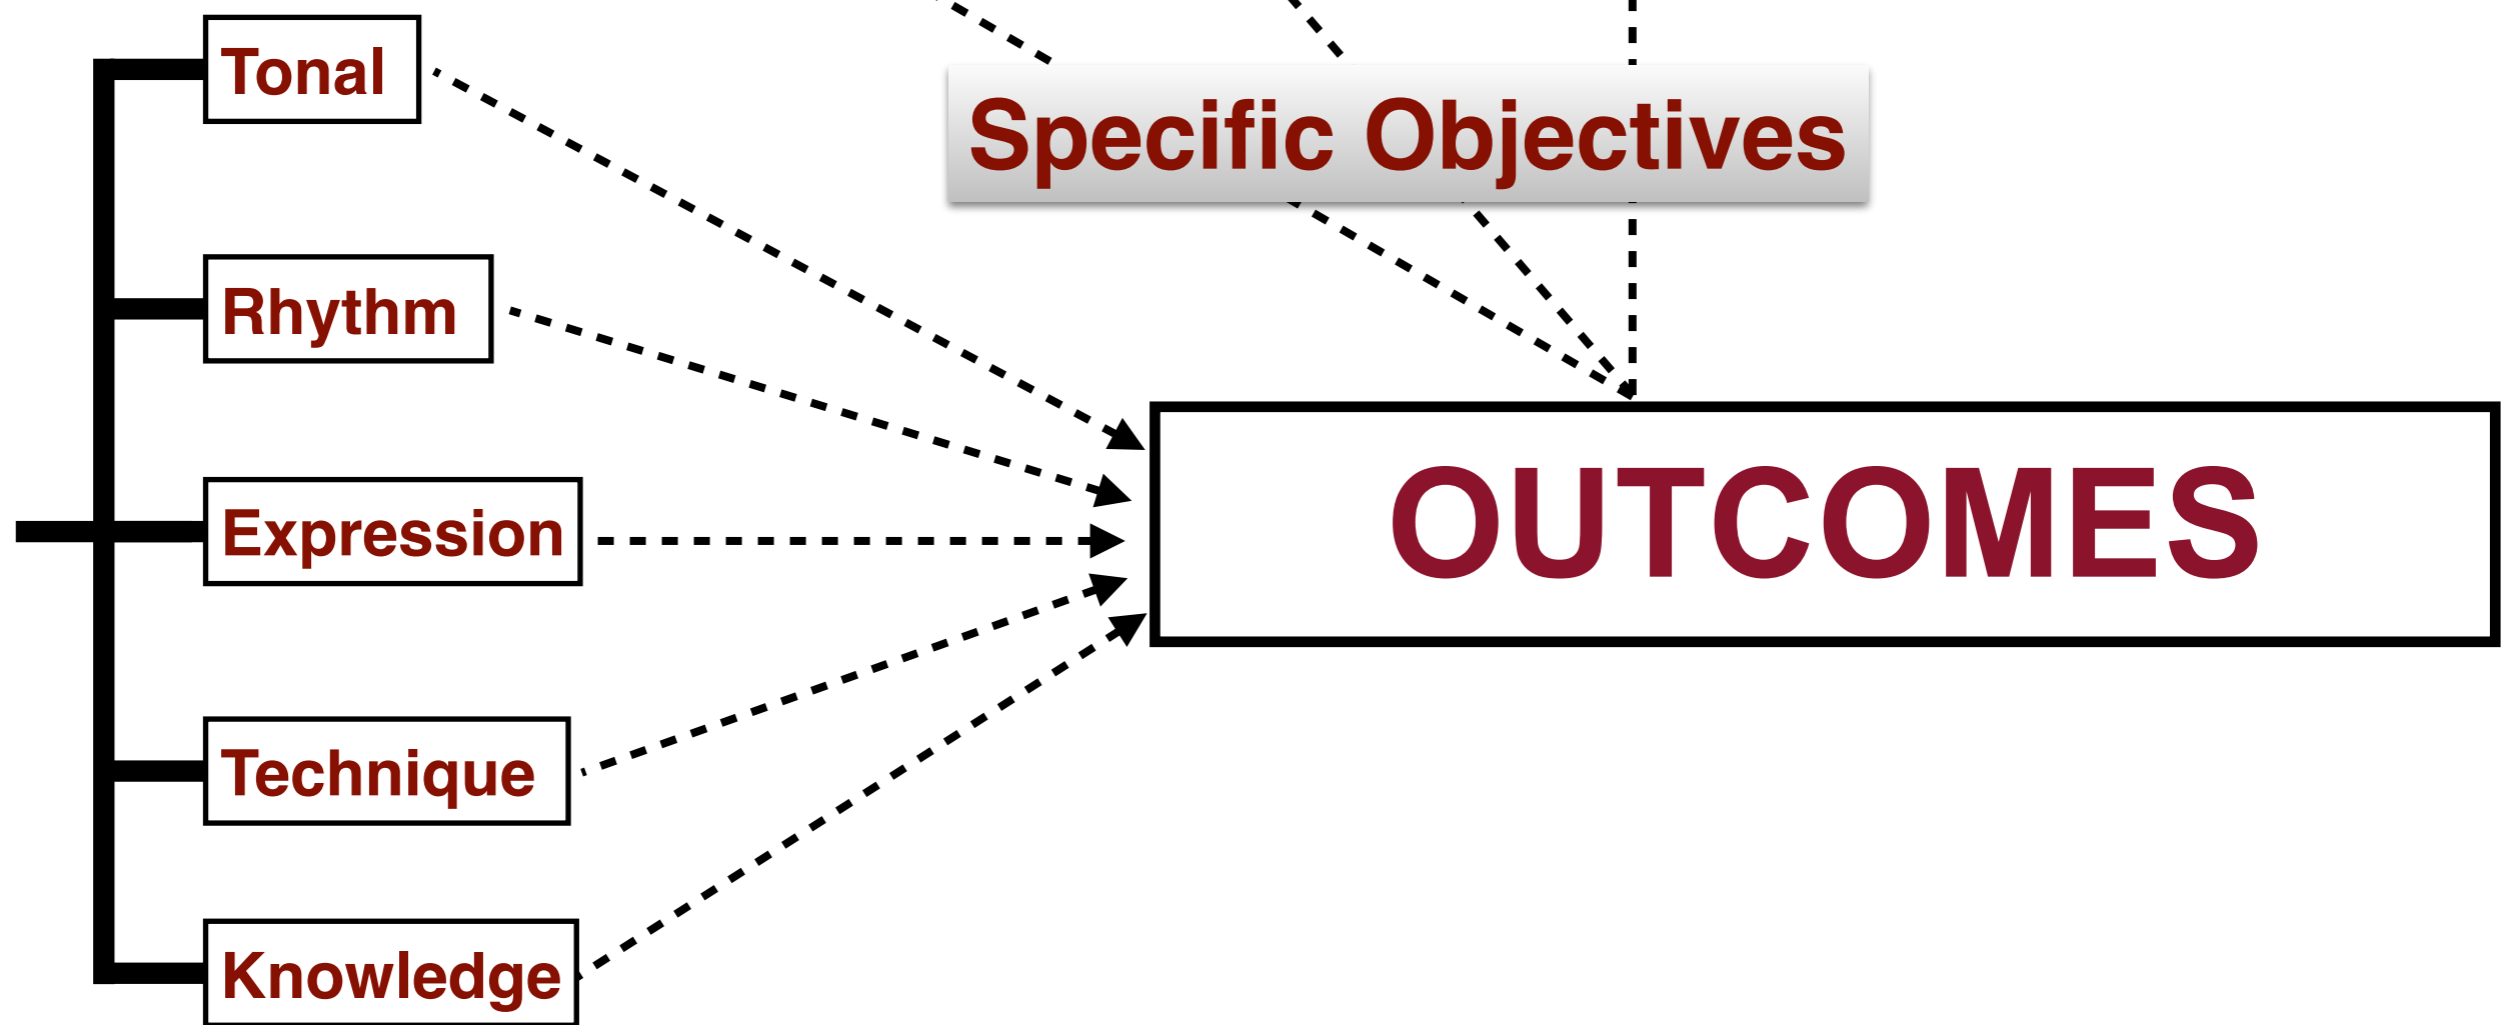 Tonal
Specific Objectives
Rhythm
Expression
OUTCOMES
Technique
Knowledge